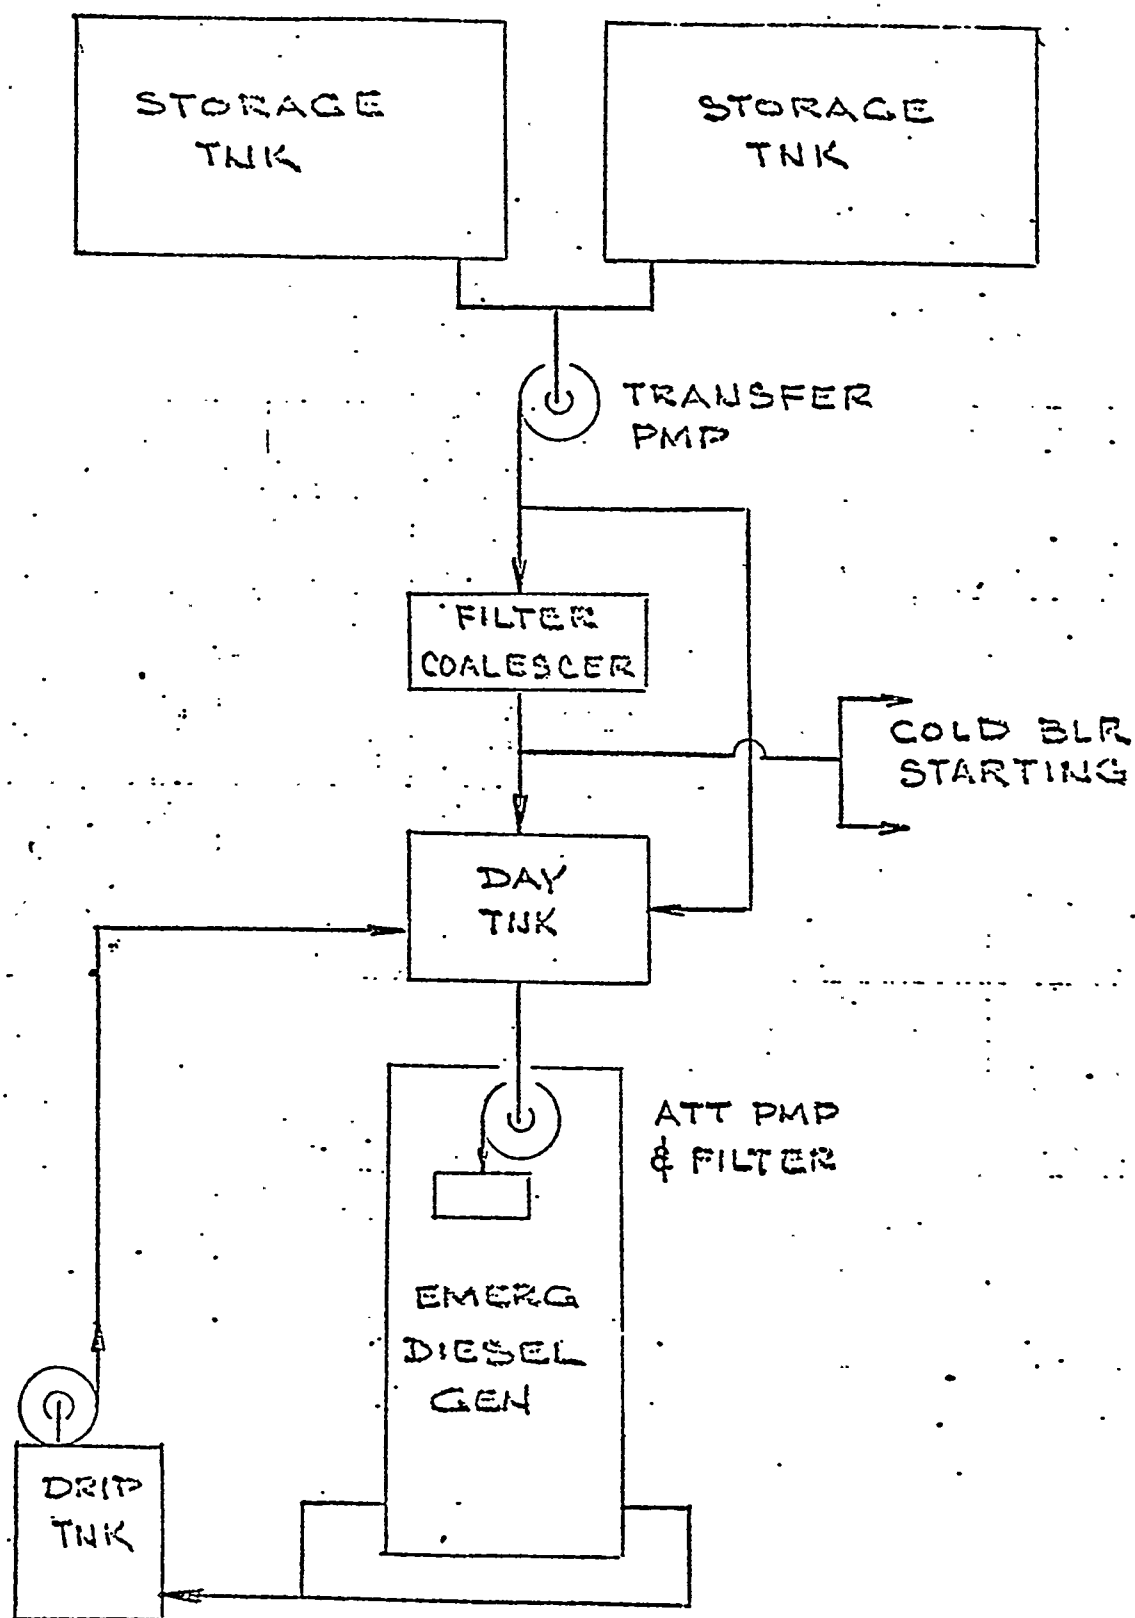 STORAGE
TNK
STORAGE
TNK
TRANSFER
PMP
FILTER
COALESCER
COLD BLR
STARTING
DAY
TNK
ATT PMP
& FILTER
EMERG
DIESEL
GEN
DRIP
TNK